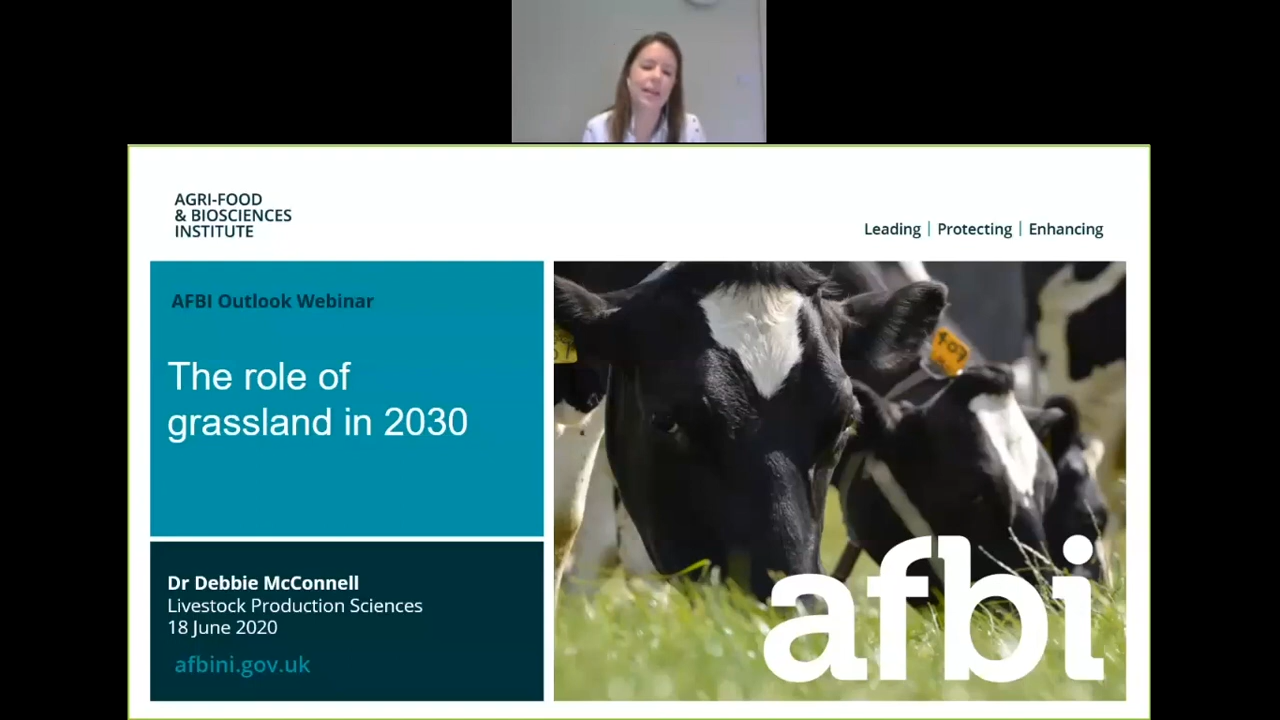 AGRI-FOOD
& BIOSCIENCES
INSTITUTE
Leading | Protecting | Enhancing
AFBI Outlook Webinar
The role of
grassland in 2030
Dr Debbie McConnell
Livestock Production Sciences
18 June 2020
afbini.gov.uk
407
afbi